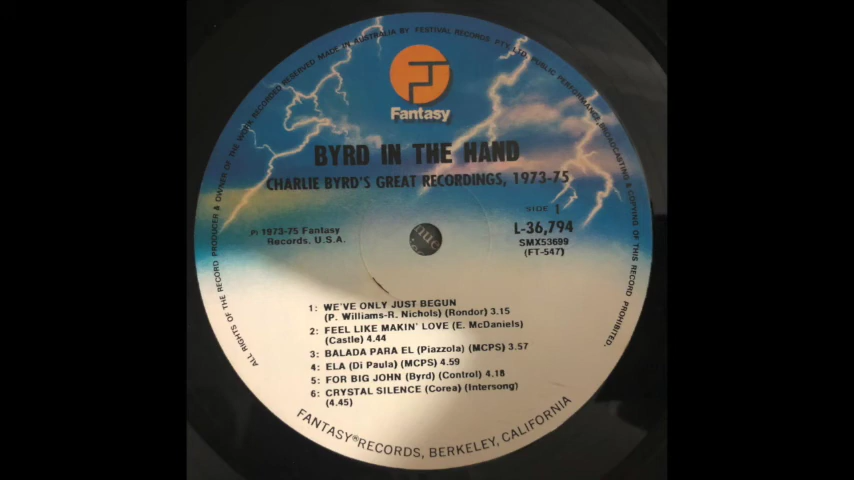 ALL RIGHTS OF THE RECORD PRODUCER & OWNER OF THE WORK RECORDED RESERVED. MADE IN AUSTRALIA BY FESTIVAL RECORDS PTY. LTD. PUBLIC PERFORMANCE, BROADCASTING & COPYING OF THIS RECORD PROHIBITED.
Fantasy
BYRD IN THE HAND
CHARLIE BYRD'S GREAT RECORDINGS, 1973-75
SIDE 1
L-36,794
SMX53699
(FT-547)
℗ 1973-75 Fantasy
Records, U.S.A.
1: WE'VE ONLY JUST BEGUN
(P. Williams-R. Nichols) (Rondor) 3.15
2: FEEL LIKE MAKIN' LOVE (E. McDaniels)
(Castle) 4.44
3: BALADA PARA EL (Piazzola) (MCPS) 3.57
4: ELA (Di Paula) (MCPS) 4.59
5: FOR BIG JOHN (Byrd) (Control) 4.18
6: CRYSTAL SILENCE (Corea) (Intersong)
(4.45)
FANTASY® RECORDS, BERKELEY, CALIFORNIA